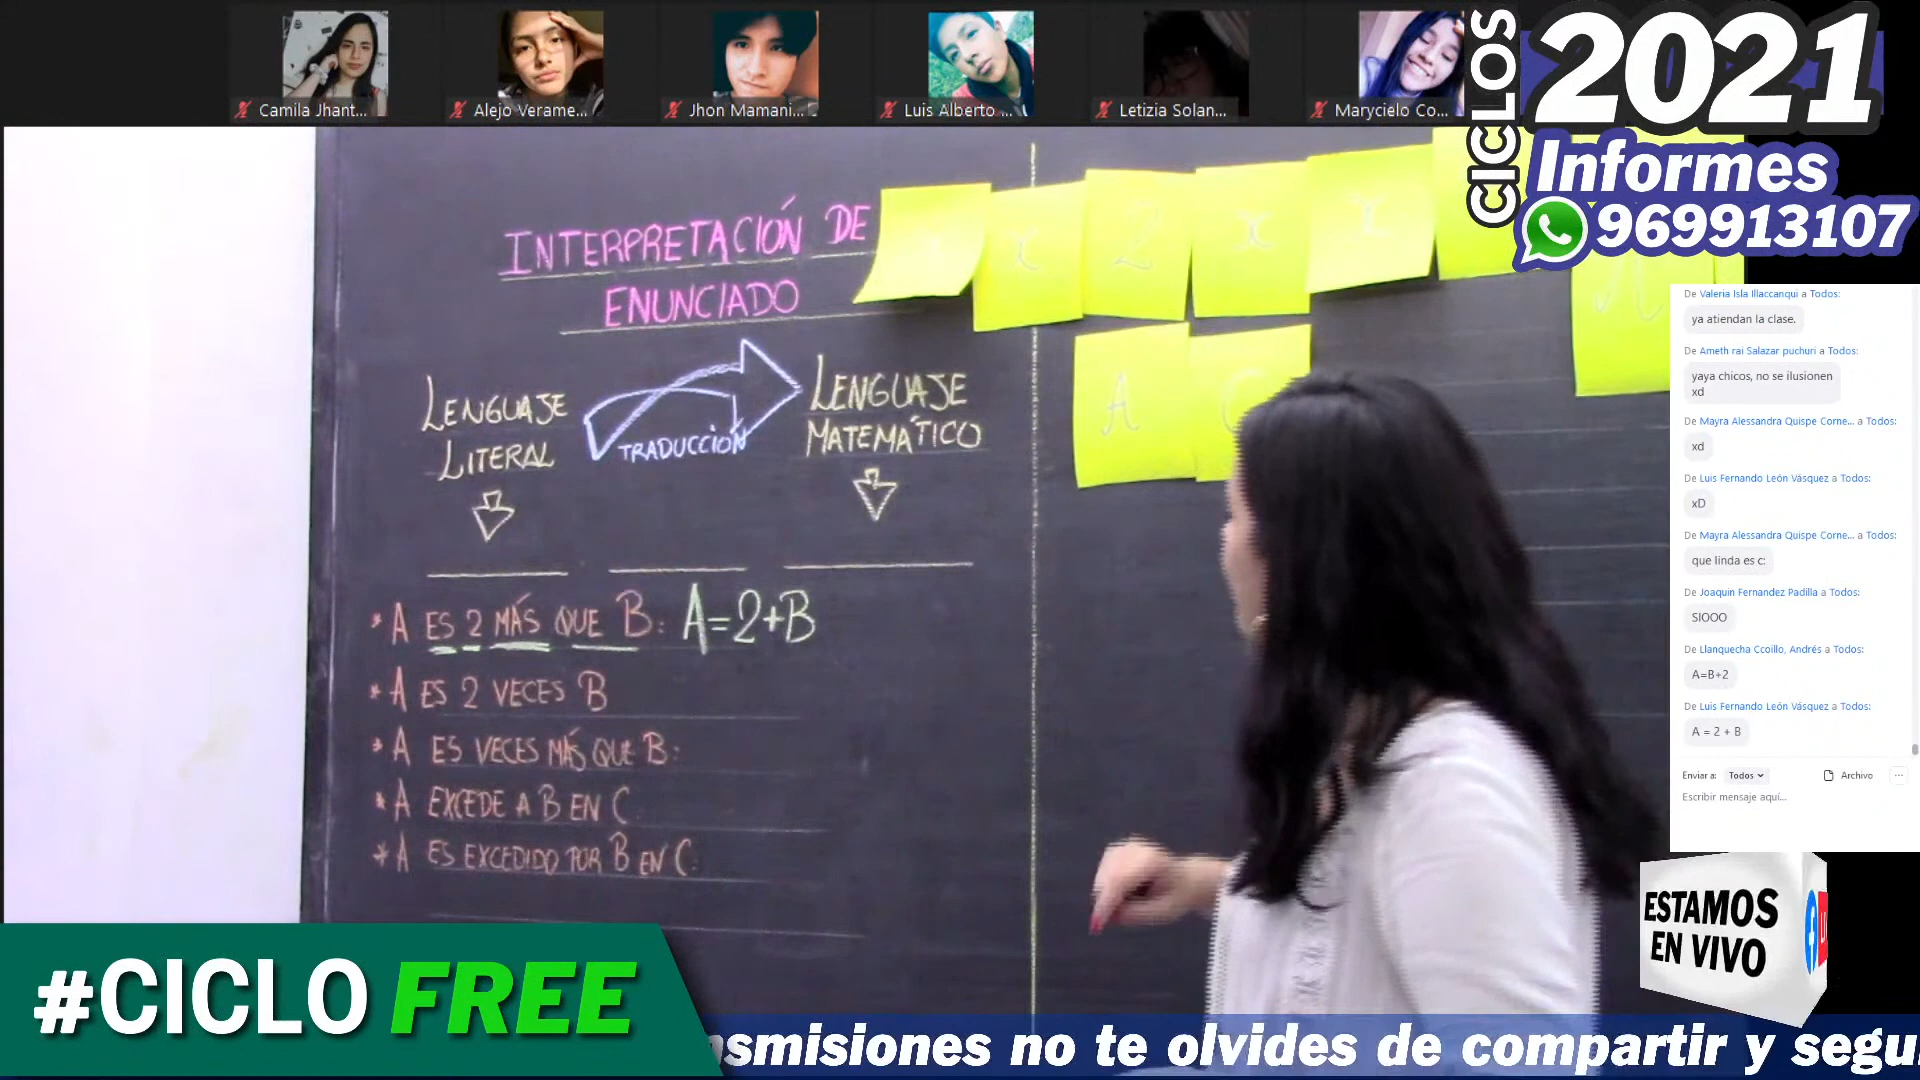 Camila Jhant...
Alejo Verame...
Jhon Mamani...
Luis Alberto ...
Letizia Solan...
Marycielo Co...
CICLOS
2021
Informes
969913107
INTERPRETACIÓN DE
ENUNCIADO
LENGUAJE
LITERAL
TRADUCCIÓN
LENGUAJE
MATEMÁTICO
* A ES 2 MÁS QUE B: A=2+B
* A ES 2 VECES B
* A ES VECES MÁS QUE B:
* A EXCEDE A B EN C
* A ES EXCEDIDO POR B EN C:
x
2
x
x
A
De Valeria Isla Illaccanqui a Todos:
ya atiendan la clase.
De Ameth rai Salazar puchuri a Todos:
yaya chicos, no se ilusionen
xd
De Mayra Alessandra Quispe Corne... a Todos:
xd
De Luis Fernando León Vásquez a Todos:
xD
De Mayra Alessandra Quispe Corne... a Todos:
que linda es c:
De Joaquin Fernandez Padilla a Todos:
SIOOO
De Llanquecha Ccoillo, Andrés a Todos:
A=B+2
De Luis Fernando León Vásquez a Todos:
A = 2 + B
Enviar a: Todos
Archivo
Escribir mensaje aquí...
ESTAMOS
EN VIVO
#CICLO FREE
nsmisiones no te olvides de compartir y segu